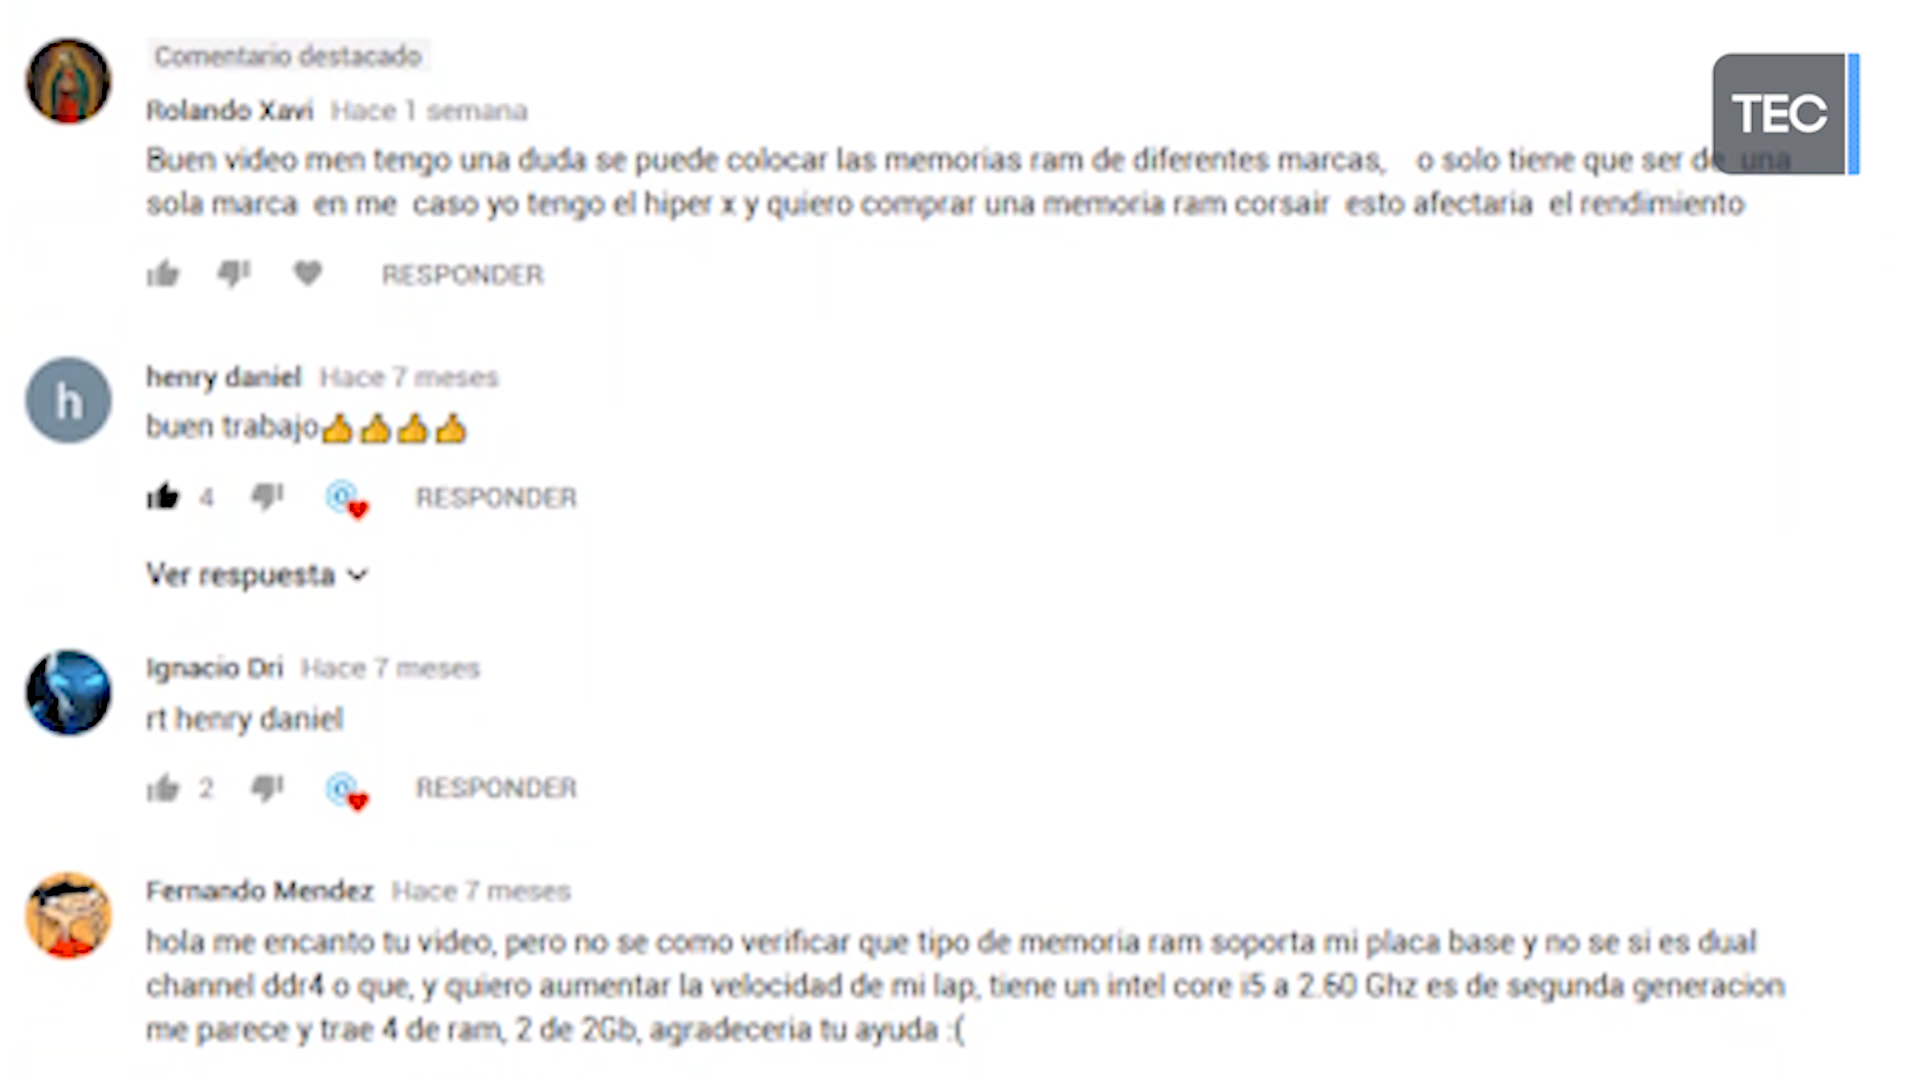 Comentario destacado
TEC
Rolando Xavi Hace 1 semana
Buen video men tengo una duda se puede colocar las memorias ram de diferentes marcas, o solo tiene que ser de una
sola marca en me caso yo tengo el hiper x y quiero comprar una memoria ram corsair esto afectaria el rendimiento
RESPONDER
h
henry daniel Hace 7 meses
buen trabajo👍👍👍👍
4 RESPONDER
Ver respuesta
Ignacio Dri Hace 7 meses
rt henry daniel
2 RESPONDER
Fernando Mendez Hace 7 meses
hola me encanto tu video, pero no se como verificar que tipo de memoria ram soporta mi placa base y no se si es dual
channel ddr4 o que, y quiero aumentar la velocidad de mi lap, tiene un intel core i5 a 2.60 Ghz es de segunda generacion
me parece y trae 4 de ram, 2 de 2Gb, agradeceria tu ayuda :(